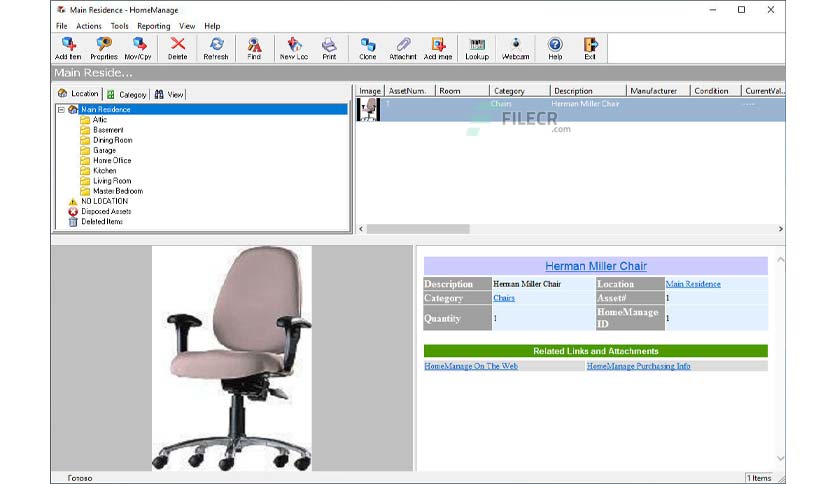 Main Residence - HomeManage
File Actions Tools Reporting View Help
Add Item Properties Mov/Cpy Delete Refresh Find New Loc Print Clone Attachmt Add Image Lookup Webcam Help Exit
Main Reside...
Location Category View
Main Residence
Attic
Basement
Dining Room
Garage
Home Office
Kitchen
Living Room
Master Bedroom
NO LOCATION
Disposed Assets
Deleted Items
Image AssetNum. Room Category Description Manufacturer Condition CurrentVal...
1 Chairs Herman Miller Chair ----
FILECR
.com
Herman Miller Chair
Description Herman Miller Chair Location Main Residence
Category Chairs Asset# 1
Quantity 1 HomeManage ID 1
Related Links and Attachments
HomeManage On The Web HomeManage Purchasing Info
Готово 1 Items